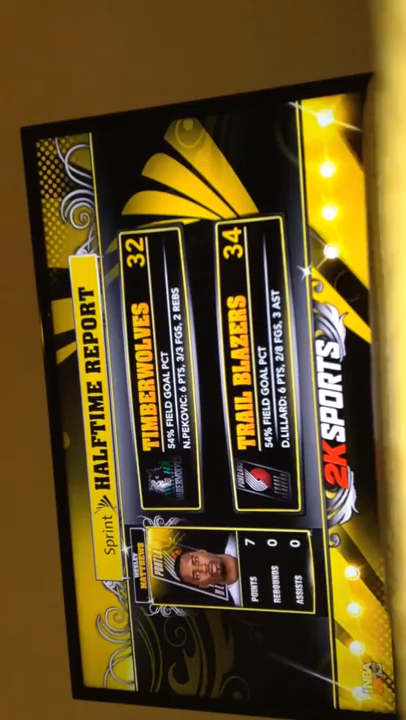 Sprint HALFTIME REPORT
WESLEY
MATTHEWS
7
POINTS
0
REBOUNDS
0
ASSISTS
TIMBERWOLVES 32
54% FIELD GOAL PCT
N.PEKOVIC: 6 PTS, 3/3 FGS, 2 REBS
TRAIL BLAZERS 34
54% FIELD GOAL PCT
D.LILLARD: 6 PTS, 2/8 FGS, 3 AST
2K SPORTS
NBA